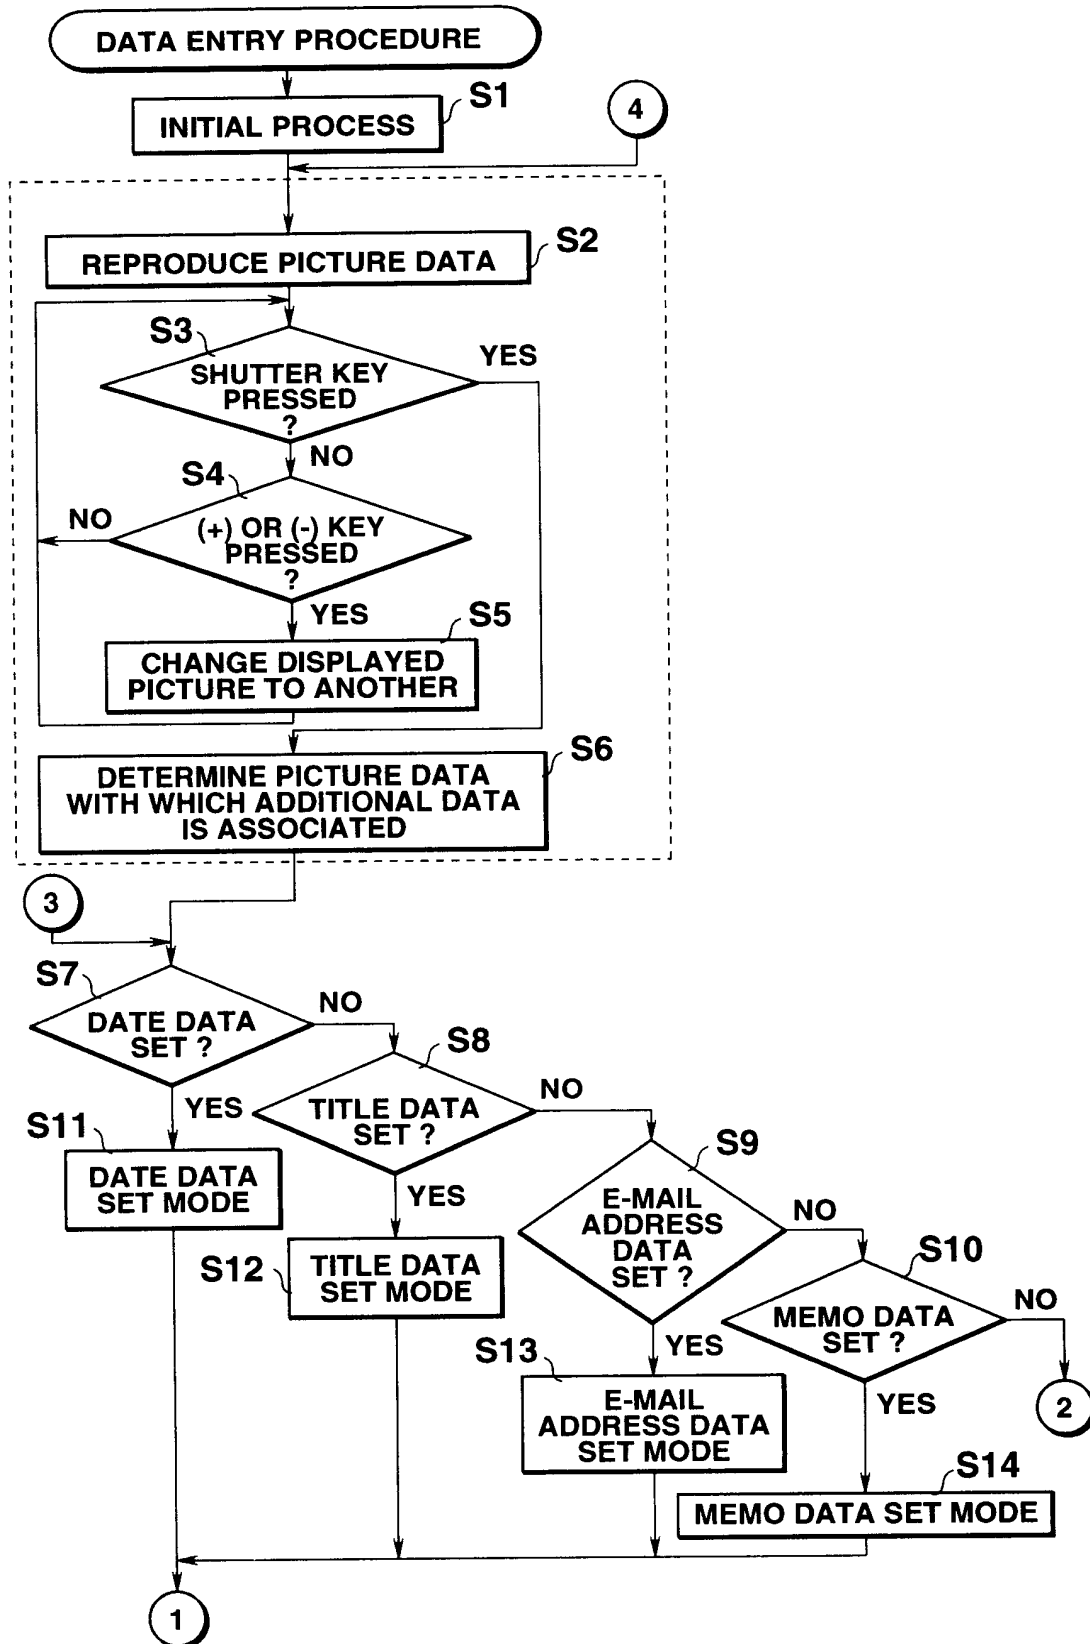 DATA ENTRY PROCEDURE
S1
INITIAL PROCESS
4
S2
REPRODUCE PICTURE DATA
S3
YES
SHUTTER KEY
PRESSED
?
NO
S4
NO
(+) OR (-) KEY
PRESSED
?
YES
S5
CHANGE DISPLAYED
PICTURE TO ANOTHER
S6
DETERMINE PICTURE DATA
WITH WHICH ADDITIONAL DATA
IS ASSOCIATED
3
S7
NO
DATE DATA
SET ?
YES
S8
NO
TITLE DATA
SET ?
YES
S9
NO
E-MAIL
ADDRESS
DATA
SET ?
YES
S10
NO
MEMO DATA
SET ?
YES
2
S11
DATE DATA
SET MODE
S12
TITLE DATA
SET MODE
S13
E-MAIL
ADDRESS DATA
SET MODE
S14
MEMO DATA SET MODE
1